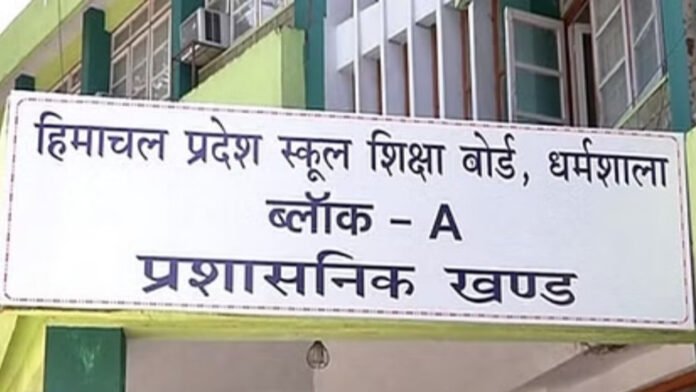 हिमाचल प्रदेश स्कूल शिक्षा बोर्ड, धर्मशाला
ब्लॉक - A
प्रशासनिक खण्ड